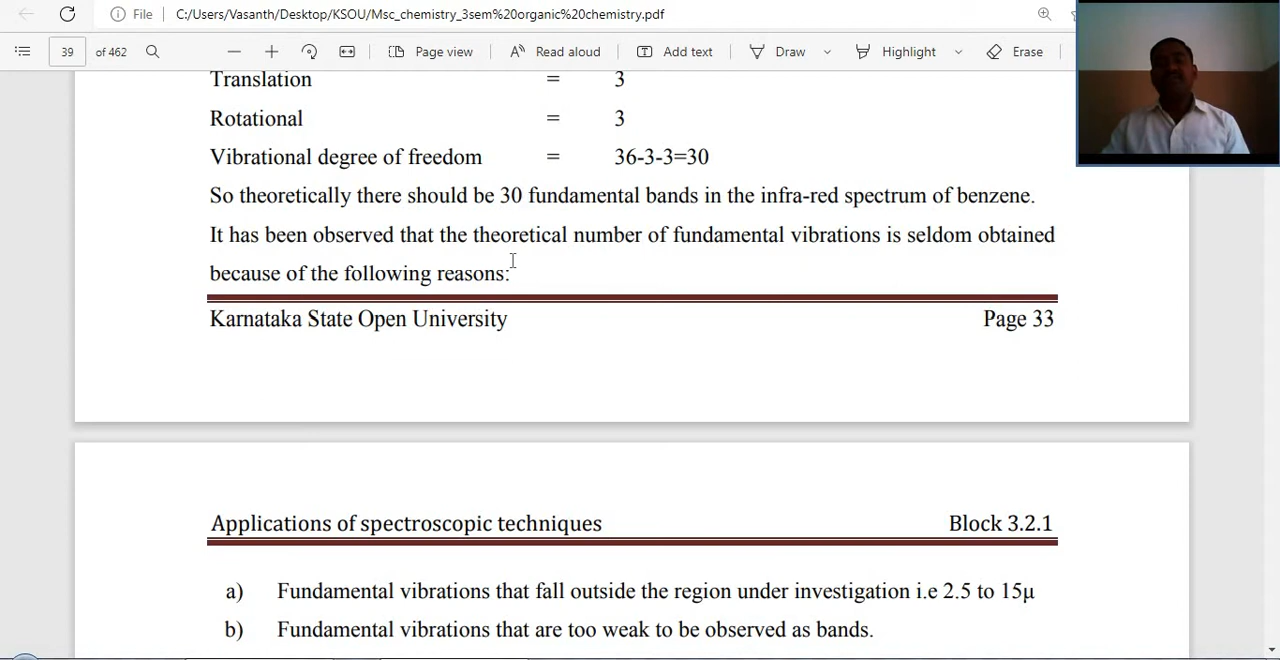 File C:/Users/Vasanth/Desktop/KSOU/Msc_chemistry_3sem%20organic%20chemistry.pdf
39 of 462 Page view Read aloud Add text Draw Highlight Erase
Translation = 3
Rotational = 3
Vibrational degree of freedom = 36-3-3=30
So theoretically there should be 30 fundamental bands in the infra-red spectrum of benzene.
It has been observed that the theoretical number of fundamental vibrations is seldom obtained
because of the following reasons:
Karnataka State Open University Page 33
Applications of spectroscopic techniques Block 3.2.1
a) Fundamental vibrations that fall outside the region under investigation i.e 2.5 to 15µ
b) Fundamental vibrations that are too weak to be observed as bands.